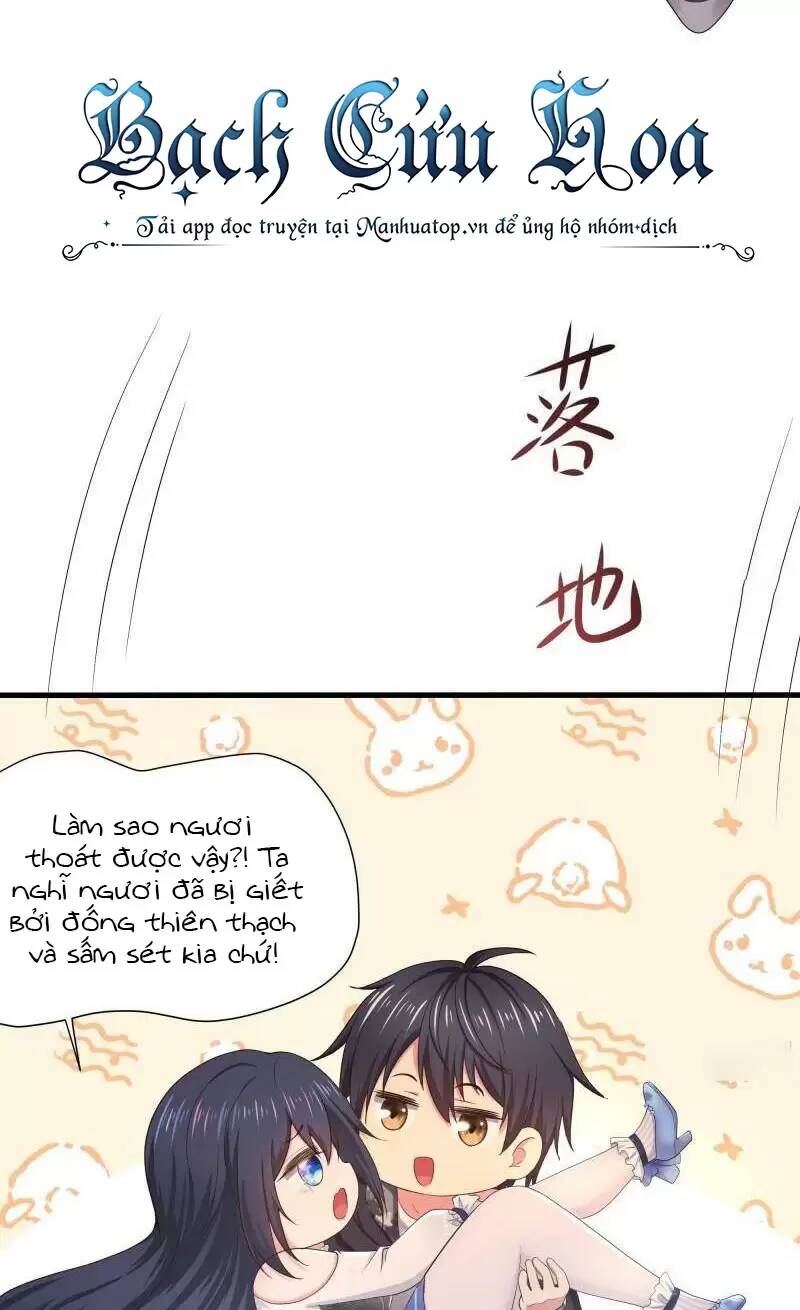 Bạch Cửu Hoa
Tải app đọc truyện tại Manhuatop.vn để ủng hộ nhóm dịch
落
地
Làm sao ngươi
thoát được vậy?! Ta
nghĩ ngươi đã bị giết
bởi đống thiên thạch
và sấm sét kia chứ!